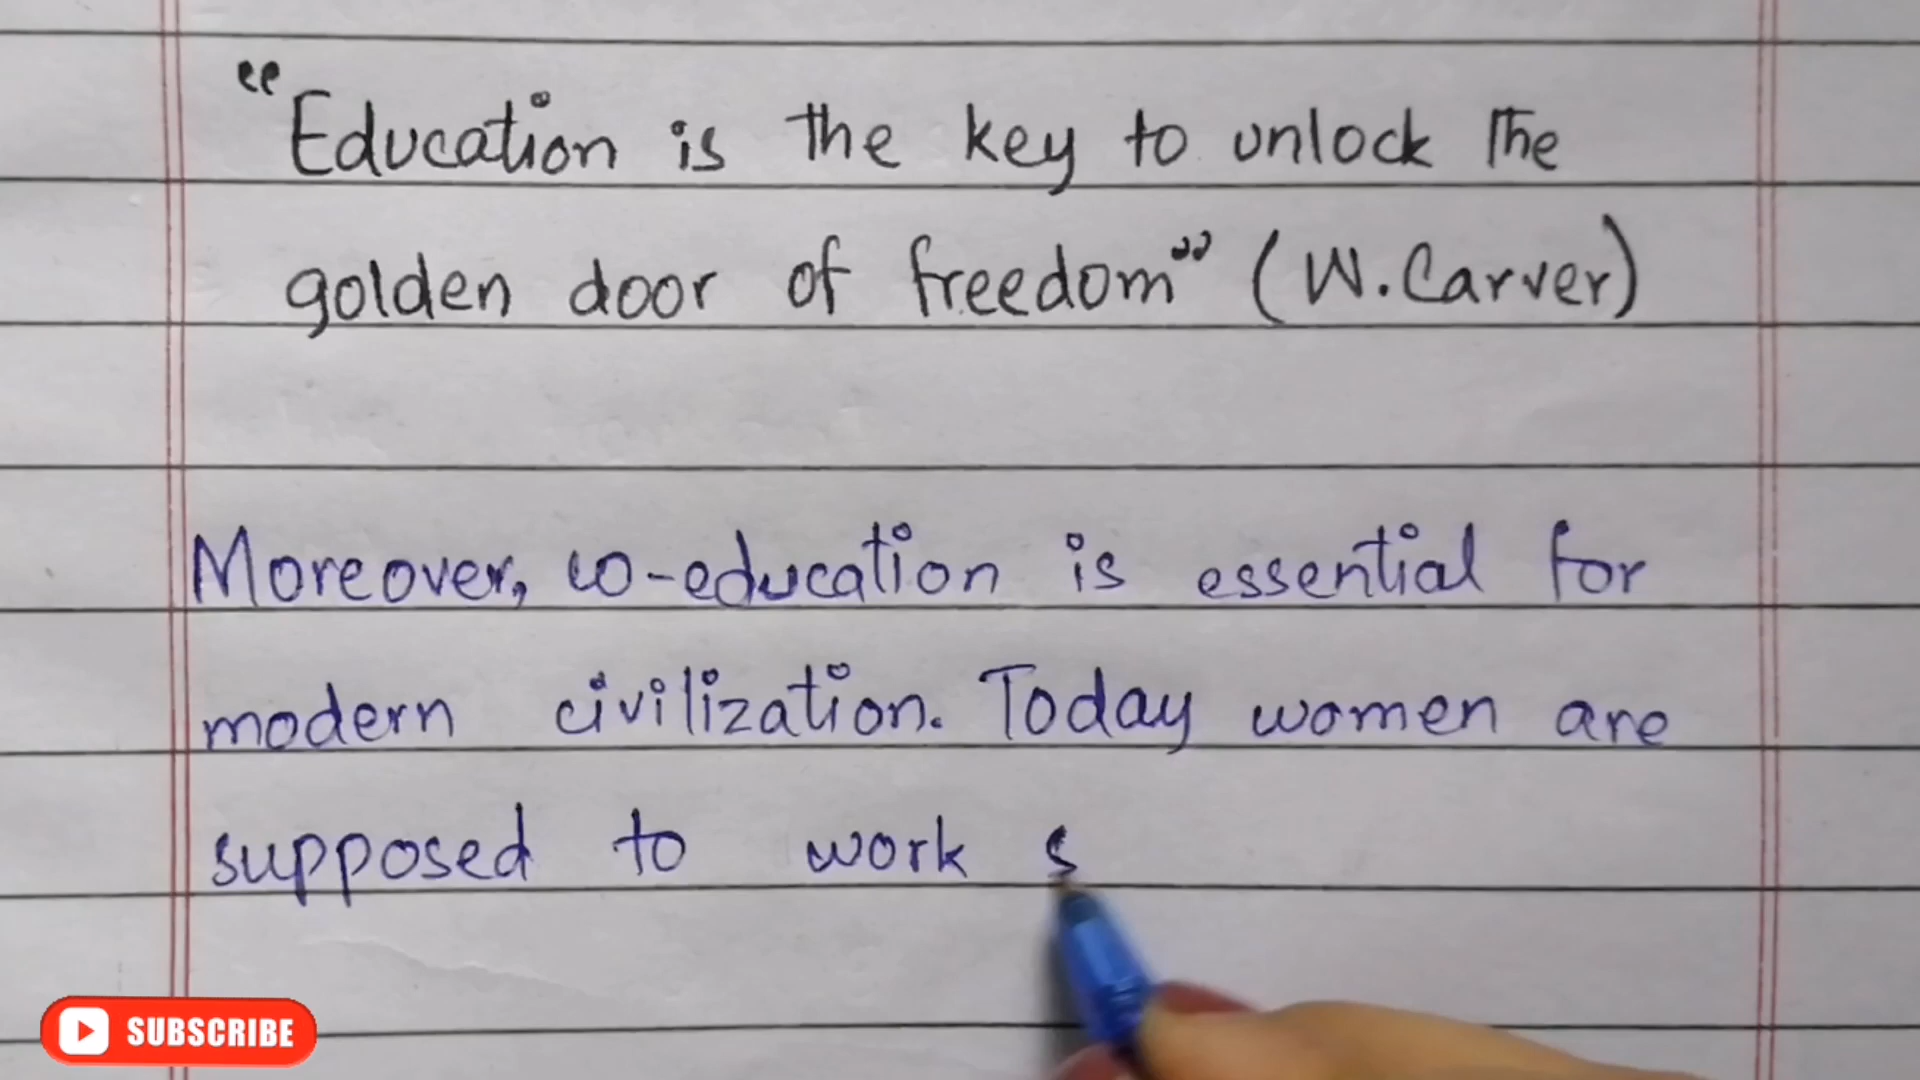 “Education is the key to unlock the
golden door of freedom” (W. Carver)
Moreover, co-education is essential for
modern civilization. Today women are
supposed to work s
SUBSCRIBE